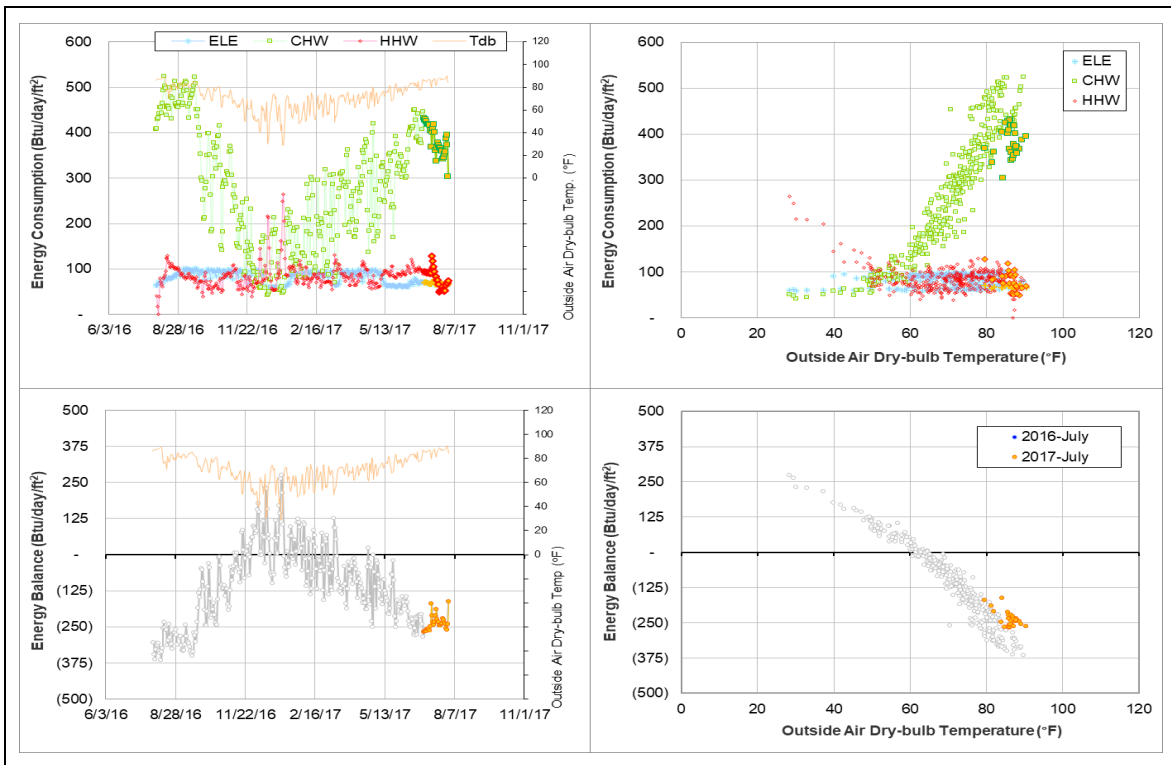 ELE CHW HHW Tdb
Energy Consumption (Btu/day/ft²)
600
500
400
300
200
100
-
120
100
80
60
40
20
0
Outside Air Dry-bulb Temp. (°F)
6/3/16 8/28/16 11/22/16 2/16/17 5/13/17 8/7/17 11/1/17
ELE
CHW
HHW
Energy Consumption (Btu/day/ft²)
600
500
400
300
200
100
-
0 20 40 60 80 100 120
Outside Air Dry-bulb Temperature (°F)
Energy Balance (Btu/day/ft²)
500
375
250
125
-
(125)
(250)
(375)
(500)
120
100
80
60
40
20
0
Outside Air Dry-bulb Temp (°F)
6/3/16 8/28/16 11/22/16 2/16/17 5/13/17 8/7/17 11/1/17
2016-July
2017-July
Energy Balance (Btu/day/ft²)
500
375
250
125
-
(125)
(250)
(375)
(500)
0 20 40 60 80 100 120
Outside Air Dry-bulb Temperature (°F)